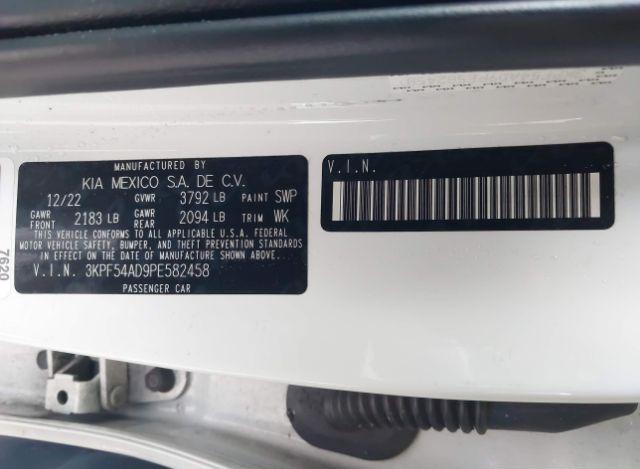 MANUFACTURED BY
KIA MEXICO S.A. DE C.V.
12/22 GVWR 3792 LB PAINT SWP
GAWR FRONT 2183 LB GAWR REAR 2094 LB TRIM WK
THIS VEHICLE CONFORMS TO ALL APPLICABLE U.S.A. FEDERAL
MOTOR VEHICLE SAFETY, BUMPER, AND THEFT PREVENTION STANDARDS
IN EFFECT ON THE DATE OF MANUFACTURE SHOWN ABOVE.
V.I.N. 3KPF54AD9PE582458
PASSENGER CAR
V.I.N.
7620